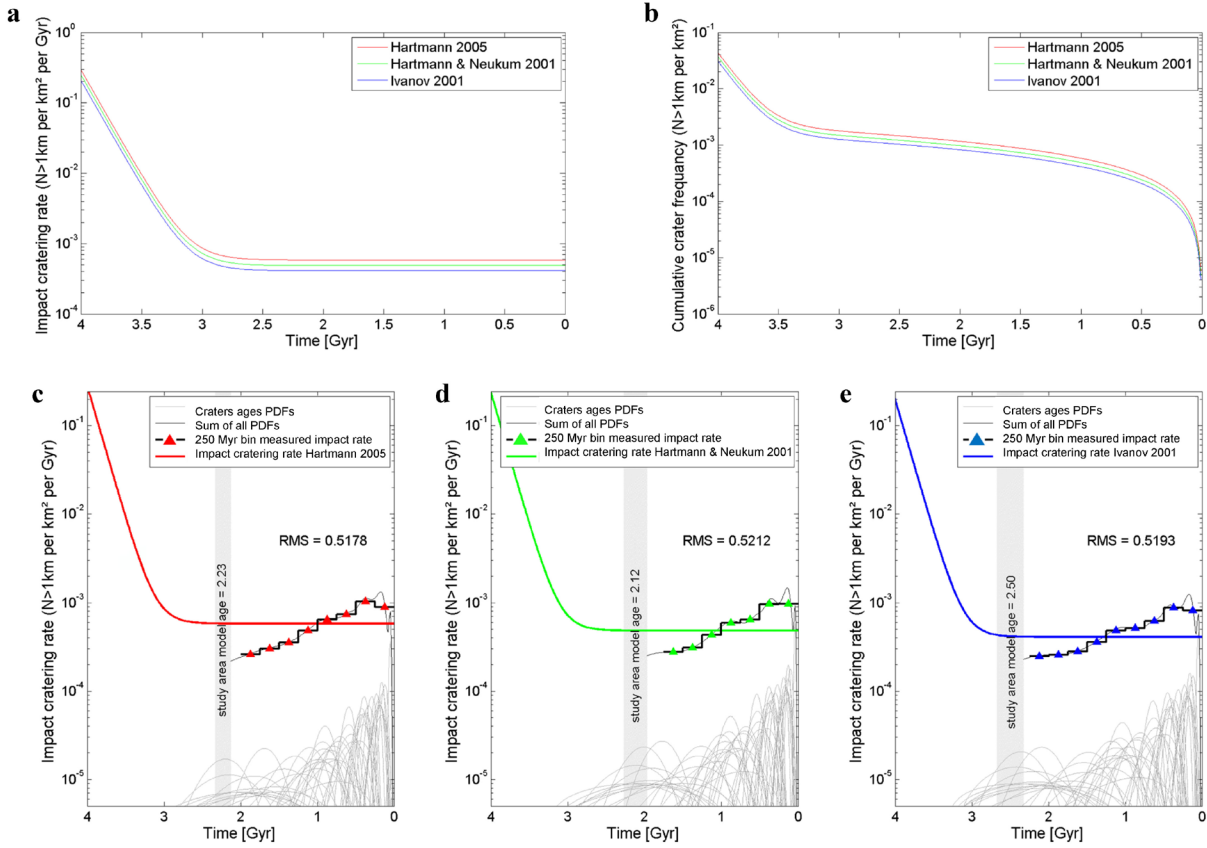 a
Impact cratering rate (N>1km per km² per Gyr)
10⁰
10⁻¹
10⁻²
10⁻³
10⁻⁴
Hartmann 2005
Hartmann & Neukum 2001
Ivanov 2001
4 3.5 3 2.5 2 1.5 1 0.5 0
Time [Gyr]
b
Cumulative crater frequency (N>1km per km²)
10⁻¹
10⁻²
10⁻³
10⁻⁴
10⁻⁵
10⁻⁶
Hartmann 2005
Hartmann & Neukum 2001
Ivanov 2001
4 3.5 3 2.5 2 1.5 1 0.5 0
Time [Gyr]
c
Impact cratering rate (N>1km per km² per Gyr)
10⁻¹
10⁻²
10⁻³
10⁻⁴
10⁻⁵
Craters ages PDFs
Sum of all PDFs
250 Myr bin measured impact rate
Impact cratering rate Hartmann 2005
RMS = 0.5178
study area model age = 2.23
4 3 2 1 0
Time [Gyr]
d
Impact cratering rate (N>1km per km² per Gyr)
10⁻¹
10⁻²
10⁻³
10⁻⁴
10⁻⁵
Craters ages PDFs
Sum of all PDFs
250 Myr bin measured impact rate
Impact cratering rate Hartmann & Neukum 2001
RMS = 0.5212
study area model age = 2.12
4 3 2 1 0
Time [Gyr]
e
Impact cratering rate (N>1km per km² per Gyr)
10⁻¹
10⁻²
10⁻³
10⁻⁴
10⁻⁵
Craters ages PDFs
Sum of all PDFs
250 Myr bin measured impact rate
Impact cratering rate Ivanov 2001
RMS = 0.5193
study area model age = 2.50
4 3 2 1 0
Time [Gyr]